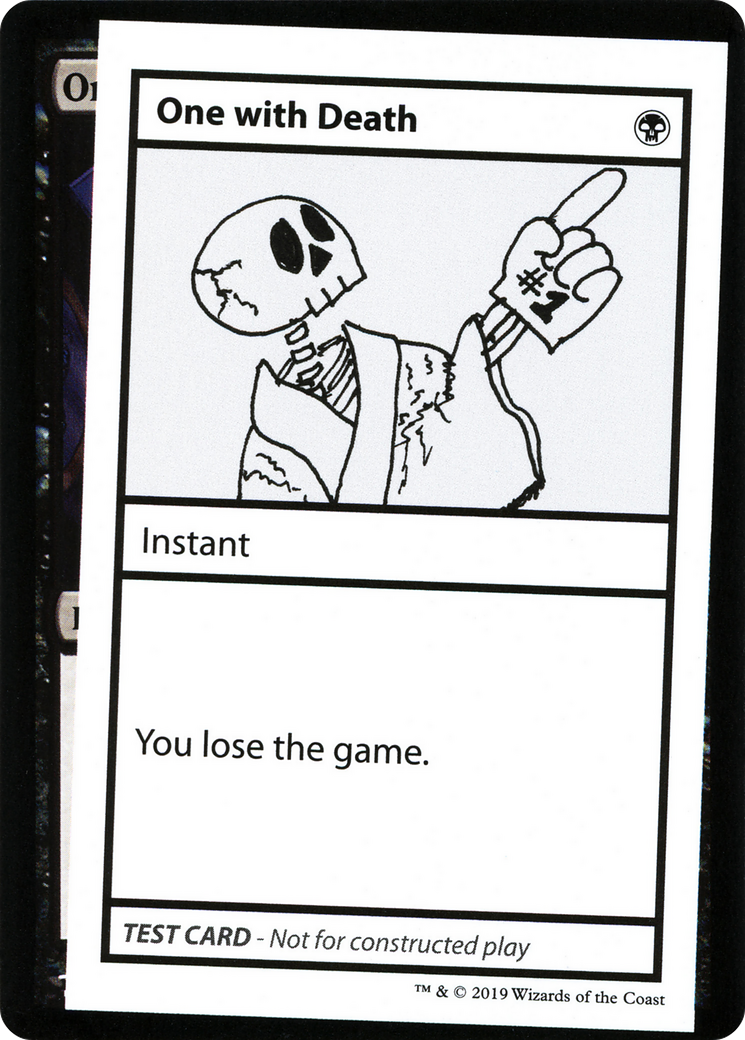 One with Death
#1
Instant
You lose the game.
TEST CARD - Not for constructed play
™ & © 2019 Wizards of the Coast